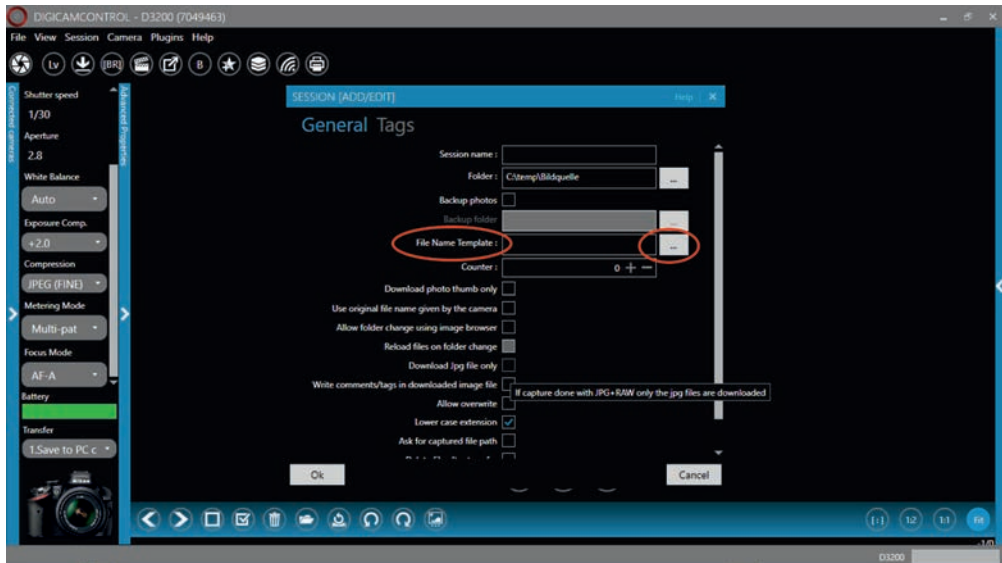 DIGICAMCONTROL - D3200 (7049463)
File View Session Camera Plugins Help
Lv [BR] B
Connected cameras
Advanced Properties
Shutter speed
1/30
Aperture
2.8
White Balance
Auto
Exposure Comp.
+2.0
Compression
JPEG (FINE)
Metering Mode
Multi-pat
Focus Mode
AF-A
Battery
Transfer
1.Save to PC c
Nikon
SESSION [ADD/EDIT] Help
General Tags
Session name :
Folder : C:\temp\Bildquelle ...
Backup photos
Backup folder ...
File Name Template : ...
Counter : 0 + −
Download photo thumb only
Use original file name given by the camera
Allow folder change using image browser
Reload files on folder change
Download Jpg file only
Write comments/tags in downloaded image file
If capture done with JPG+RAW only the jpg files are downloaded
Allow overwrite
Lower case extension
Ask for captured file path
Ok Cancel
[:] 1:2 1:1 Fit
-1/0
D3200